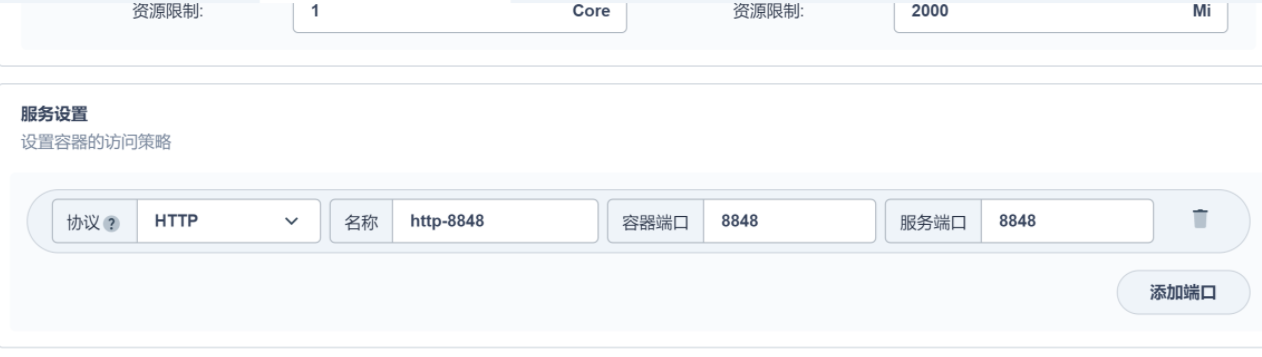 资源限制: 1 Core 资源限制: 2000 Mi
服务设置
设置容器的访问策略
协议 ? HTTP 名称 http-8848 容器端口 8848 服务端口 8848
添加端口